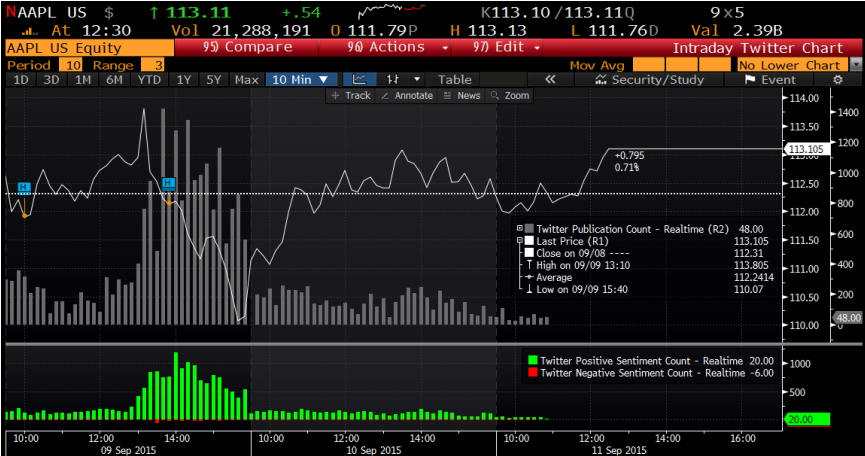 NAAPL US $ ↑ 113.11 +.54 K113.10 /113.11Q 9x5
At 12:30 Vol 21,288,191 O 111.79P H 113.13 L 111.76D Val 2.39B
AAPL US Equity 95) Compare 96) Actions 97) Edit Intraday Twitter Chart
Period 10 Range 3 Mov Avg No Lower Chart
1D 3D 1M 6M YTD 1Y 5Y Max 10 Min ▼ Table « Security/Study Event
+ Track Annotate News Zoom
114.00
1400
113.50
1200
113.105
113.00
+0.795
0.71%
1000
H H
112.50
800
112.00
Twitter Publication Count - Realtime (R2) 48.00
600
Last Price (R1) 113.105
111.50
Close on 09/08 ---- 112.31
High on 09/09 13:10 113.805
111.00
400
Average 112.2414
Low on 09/09 15:40 110.07
110.50
200
48.00
110.00
0
Twitter Positive Sentiment Count - Realtime 20.00
1000
Twitter Negative Sentiment Count - Realtime -6.00
500
20.00
10:00 12:00 14:00 10:00 12:00 14:00 10:00 12:00 14:00 16:00
09 Sep 2015 10 Sep 2015 11 Sep 2015